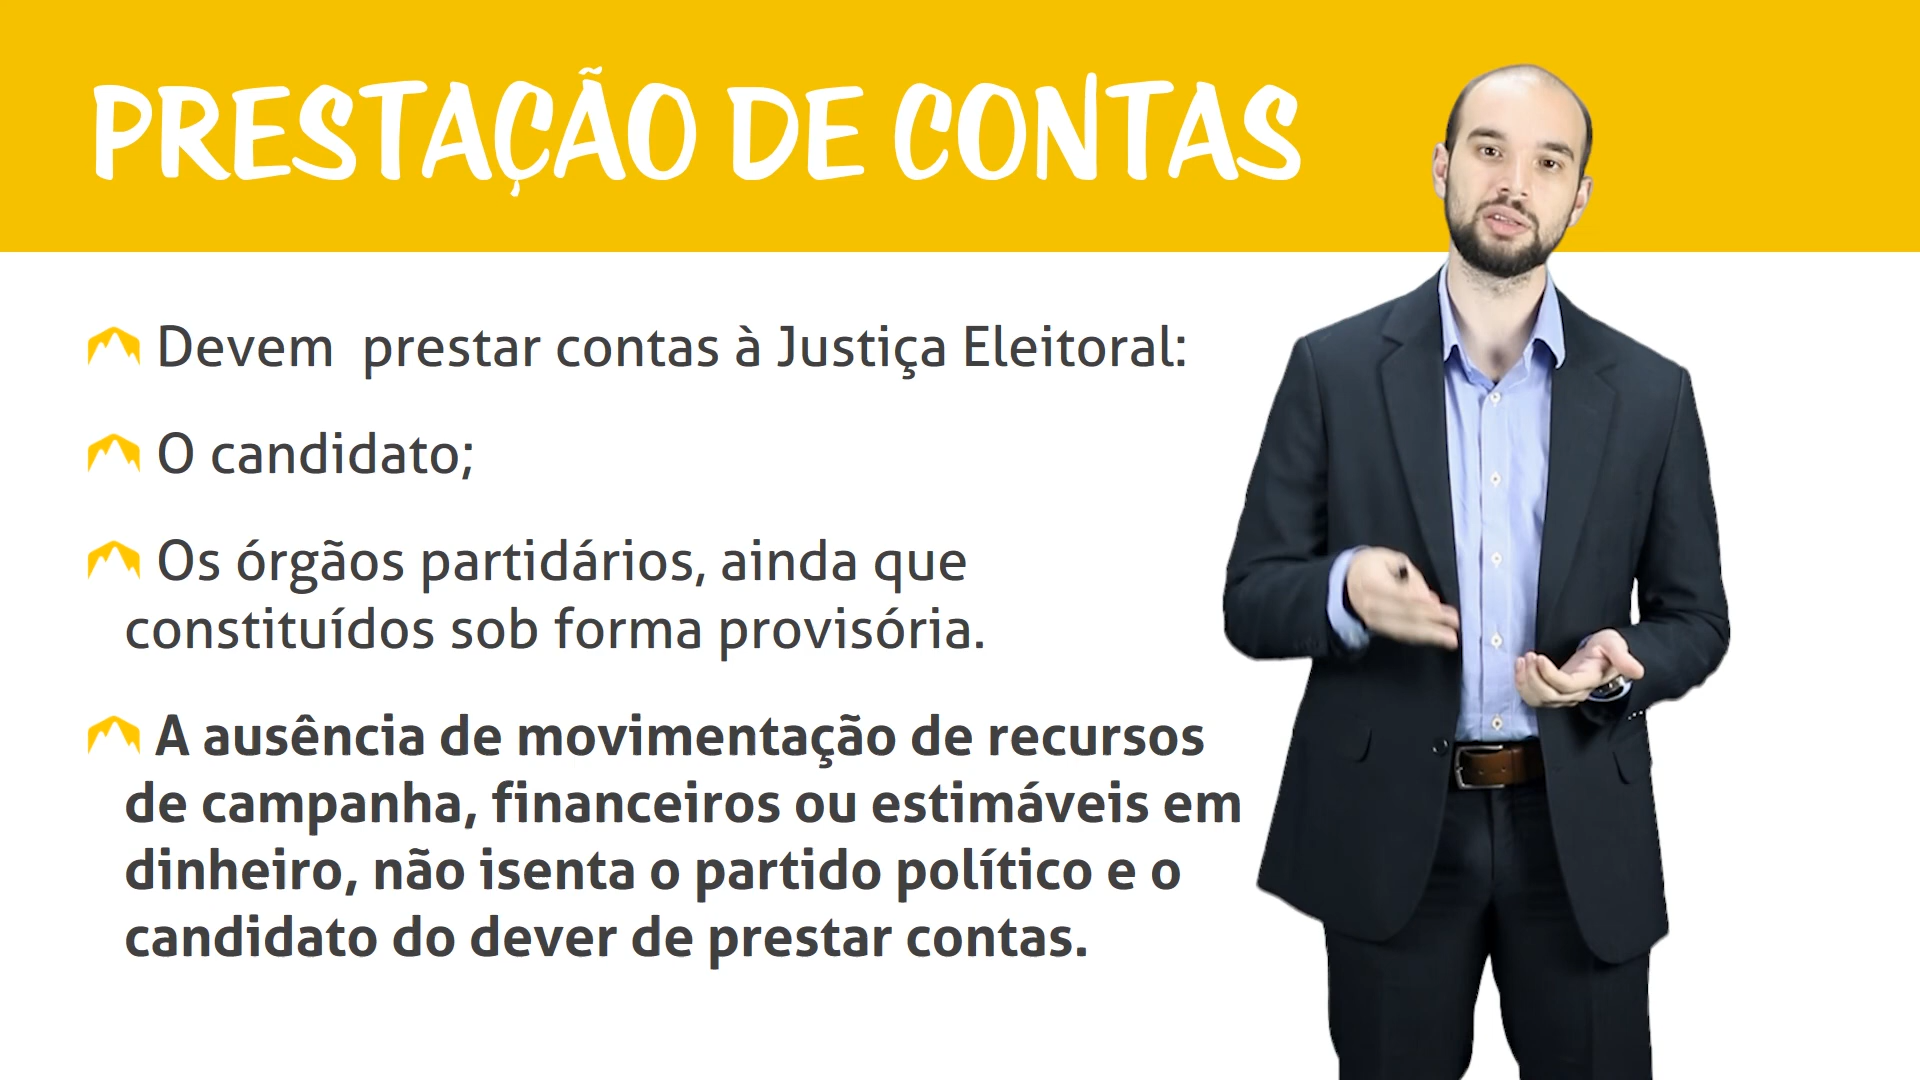 PRESTAÇÃO DE CONTAS
Devem prestar contas à Justiça Eleitoral:
O candidato;
Os órgãos partidários, ainda que
constituídos sob forma provisória.
A ausência de movimentação de recursos
de campanha, financeiros ou estimáveis em
dinheiro, não isenta o partido político e o
candidato do dever de prestar contas.